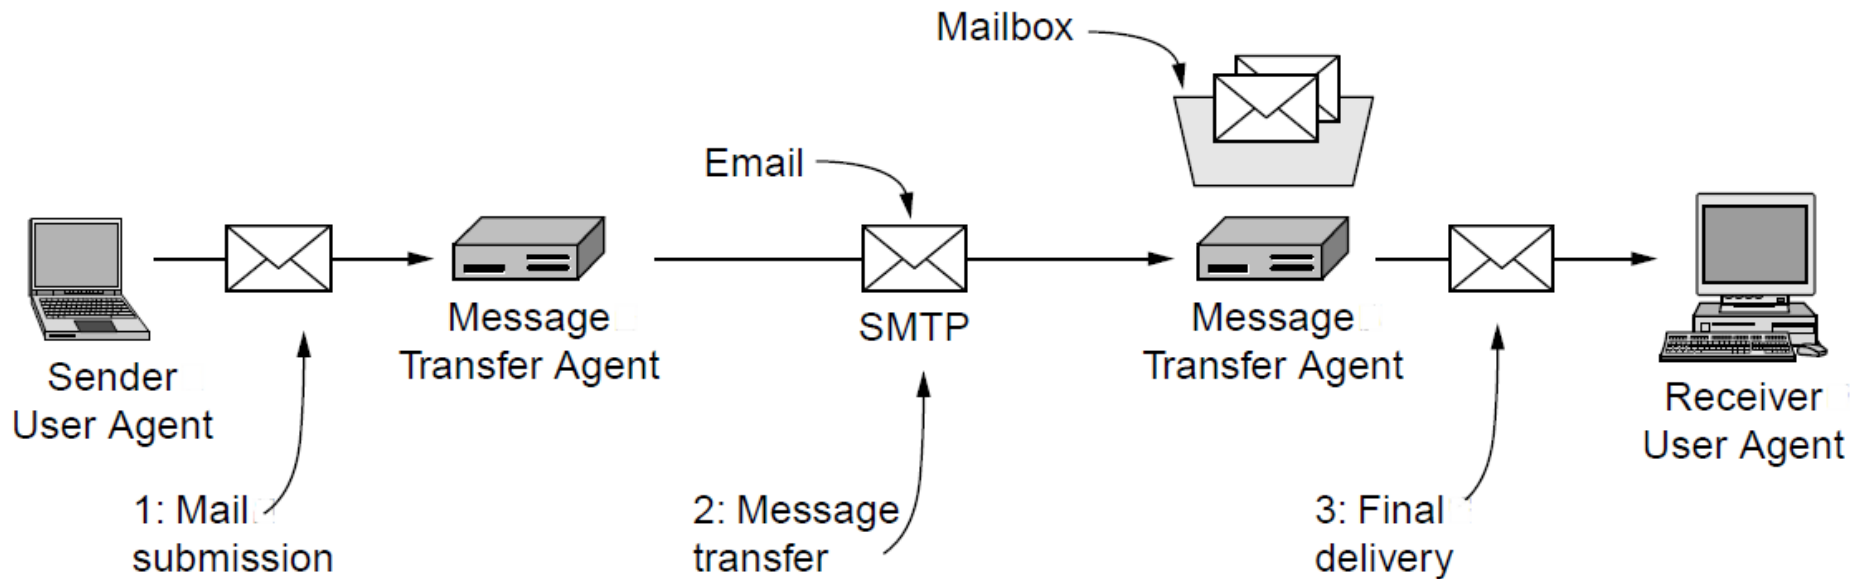 Mailbox
Email
Sender
User Agent
Message
Transfer Agent
SMTP
Message
Transfer Agent
Receiver
User Agent
1: Mail
submission
2: Message
transfer
3: Final
delivery